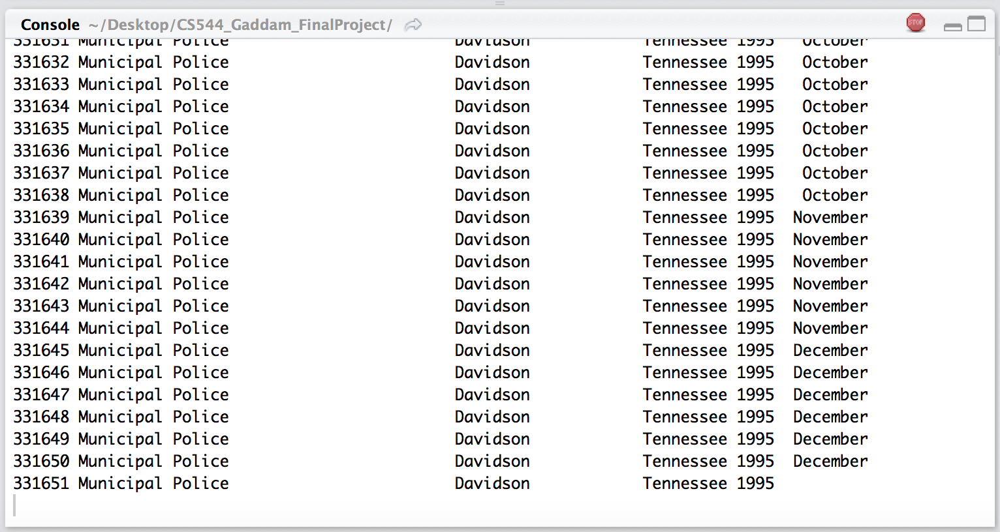 Console ~/Desktop/CS544_Gaddam_FinalProject/
STOP
331631 Municipal Police Davidson Tennessee 1995 October
331632 Municipal Police Davidson Tennessee 1995 October
331633 Municipal Police Davidson Tennessee 1995 October
331634 Municipal Police Davidson Tennessee 1995 October
331635 Municipal Police Davidson Tennessee 1995 October
331636 Municipal Police Davidson Tennessee 1995 October
331637 Municipal Police Davidson Tennessee 1995 October
331638 Municipal Police Davidson Tennessee 1995 October
331639 Municipal Police Davidson Tennessee 1995 November
331640 Municipal Police Davidson Tennessee 1995 November
331641 Municipal Police Davidson Tennessee 1995 November
331642 Municipal Police Davidson Tennessee 1995 November
331643 Municipal Police Davidson Tennessee 1995 November
331644 Municipal Police Davidson Tennessee 1995 November
331645 Municipal Police Davidson Tennessee 1995 December
331646 Municipal Police Davidson Tennessee 1995 December
331647 Municipal Police Davidson Tennessee 1995 December
331648 Municipal Police Davidson Tennessee 1995 December
331649 Municipal Police Davidson Tennessee 1995 December
331650 Municipal Police Davidson Tennessee 1995 December
331651 Municipal Police Davidson Tennessee 1995